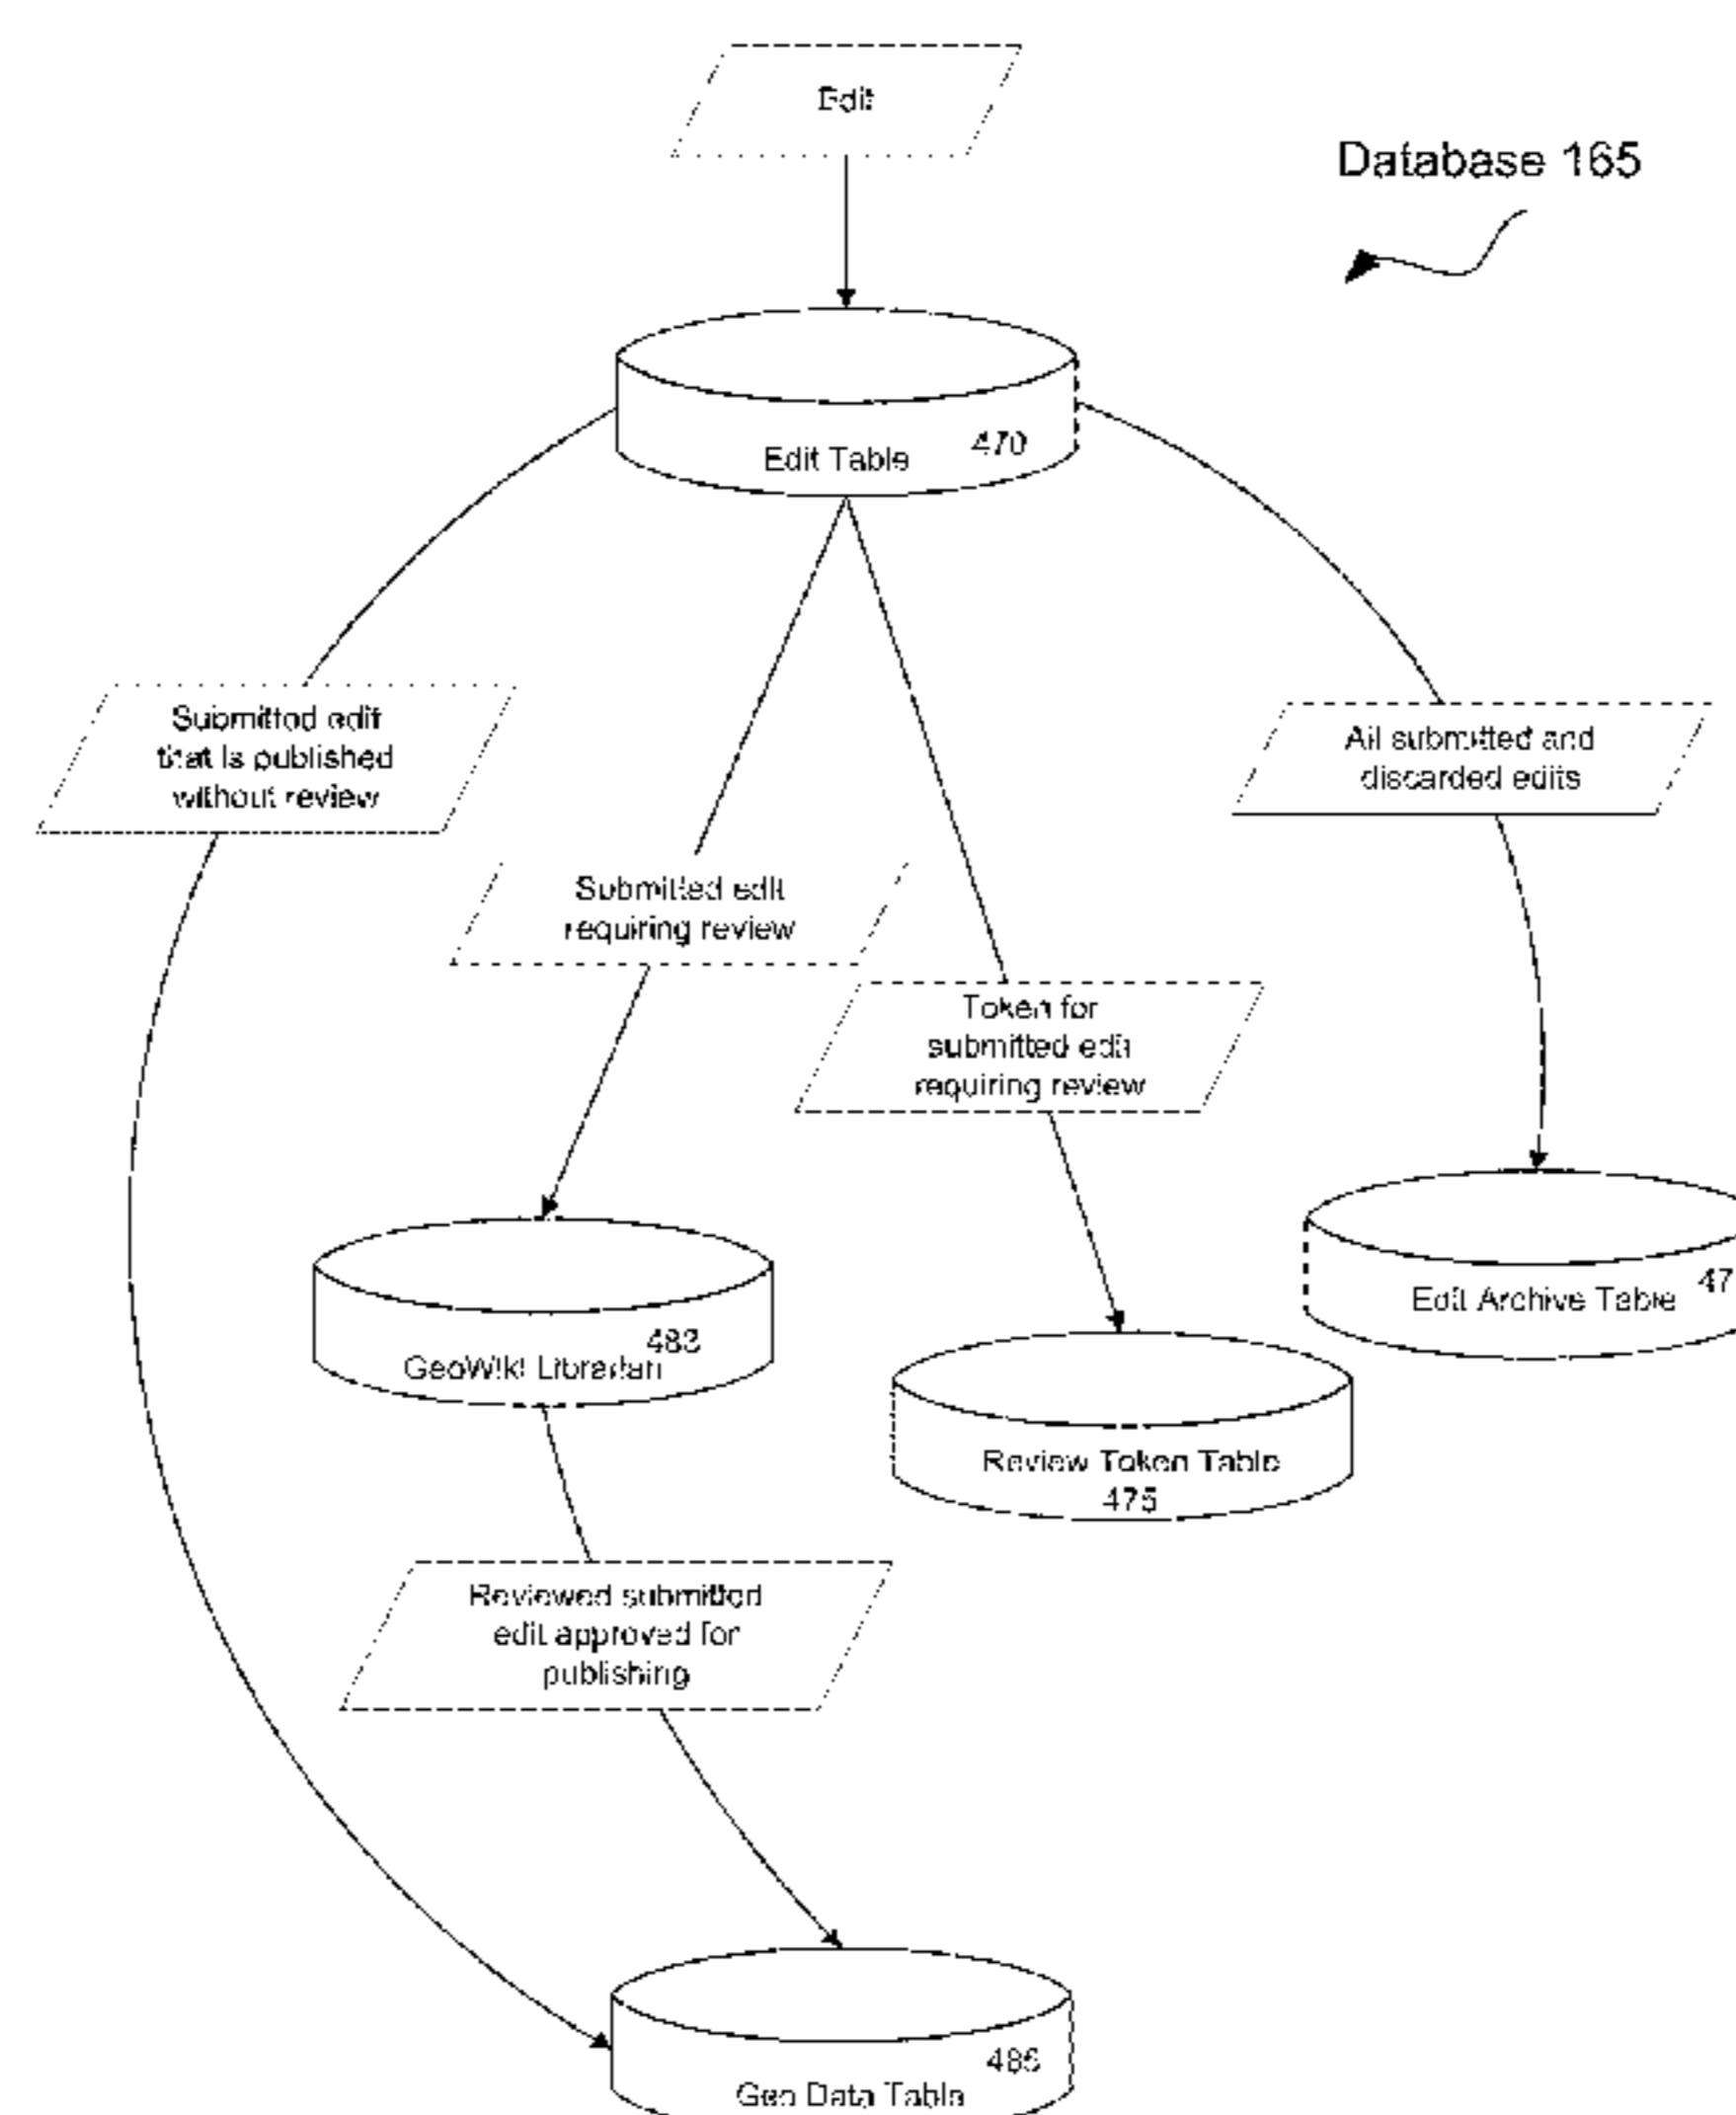 Edit
Database 165
Edit Table
470
Submitted edit
that is published
without review
All submitted and
discarded edits
Submitted edit
requiring review
Token for
submitted edit
requiring review
GeoWiki Librarian
Edit Archive Table
47
Review Token Table
475
Reviewed submitted
edit approved for
publishing
Geo Data Table